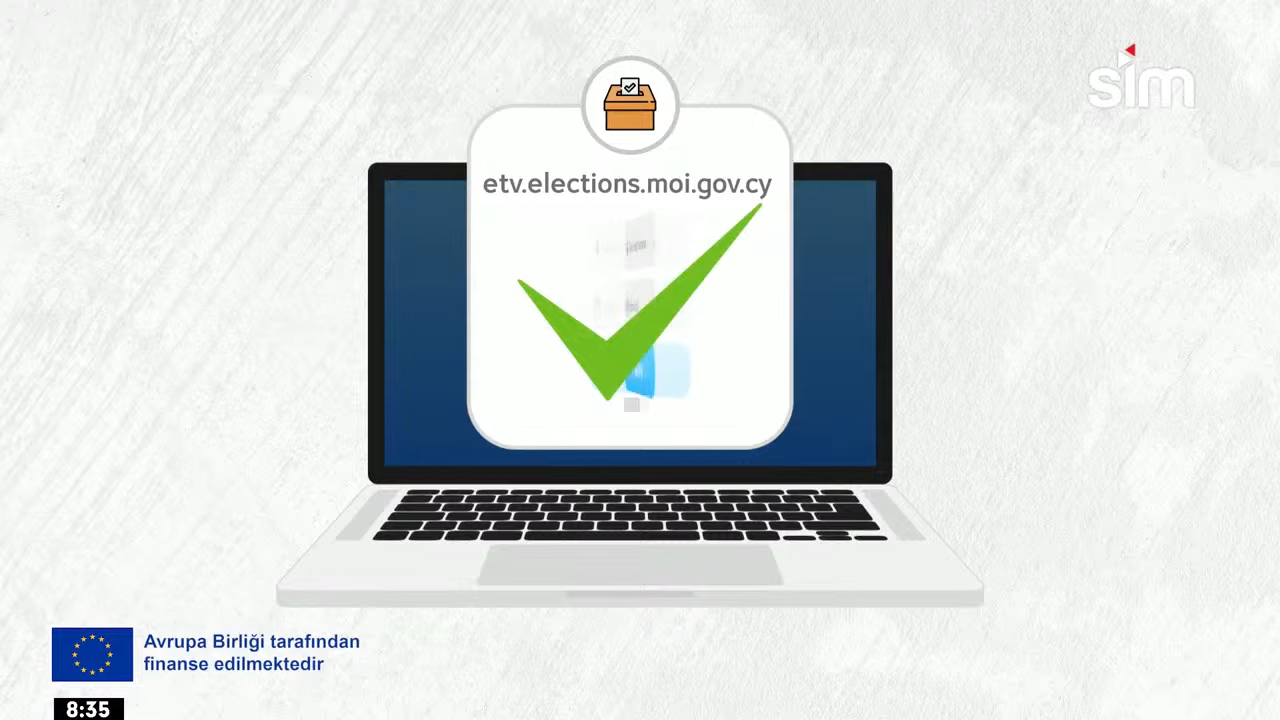 sim
etv.elections.moi.gov.cy
Avrupa Birliği tarafından
finanse edilmektedir
8:35